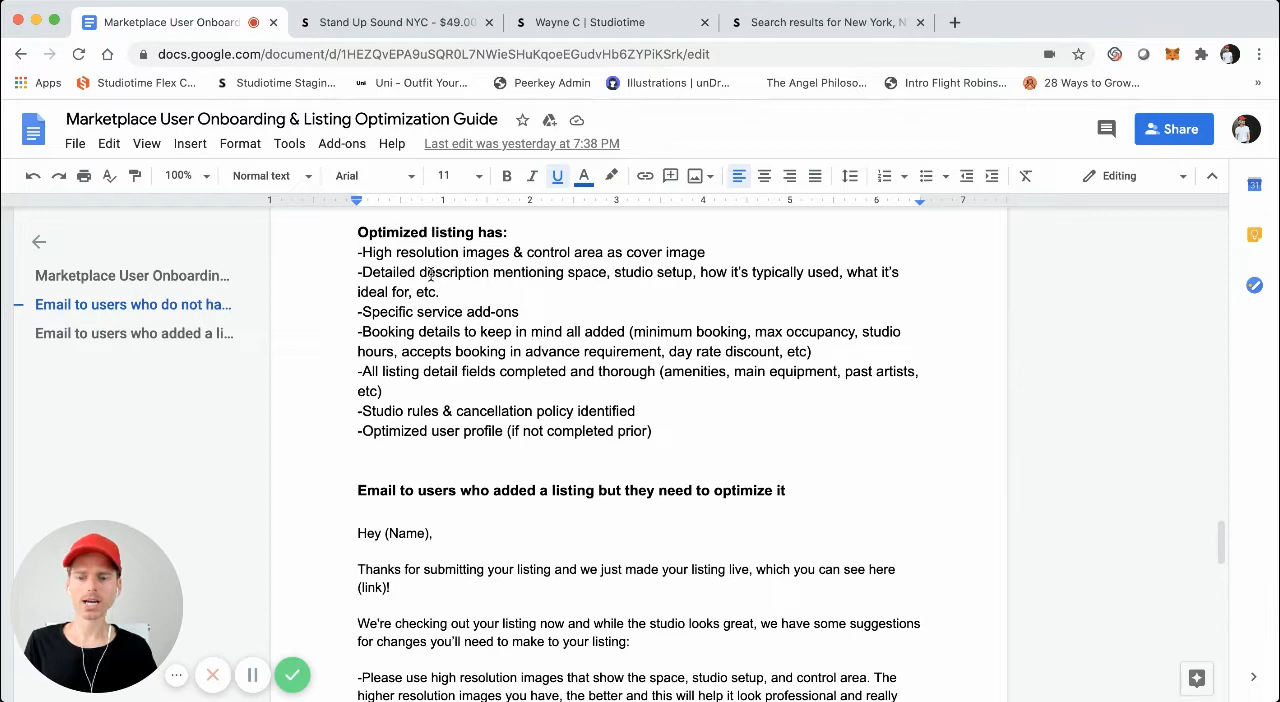 Marketplace User Onboard
Stand Up Sound NYC - $49.00
Wayne C | Studiotime
Search results for New York, N
docs.google.com/document/d/1HEZQvEPA9uSQR0L7NWieSHuKqoeEGudvHb6ZYPiKSrk/edit
Apps
Studiotime Flex C...
Studiotime Stagin...
Uni - Outfit Your...
Peerkey Admin
Illustrations | unDr...
The Angel Philoso...
Intro Flight Robins...
28 Ways to Grow...
»
Marketplace User Onboarding & Listing Optimization Guide
File Edit View Insert Format Tools Add-ons Help Last edit was yesterday at 7:38 PM
Share
100% Normal text Arial 11 B I U A Editing
1 1 2 3 4 5 6 7
31
Marketplace User Onboardin...
Email to users who do not ha...
Email to users who added a li...
Optimized listing has:
-High resolution images & control area as cover image
-Detailed description mentioning space, studio setup, how it's typically used, what it's
ideal for, etc.
-Specific service add-ons
-Booking details to keep in mind all added (minimum booking, max occupancy, studio
hours, accepts booking in advance requirement, day rate discount, etc)
-All listing detail fields completed and thorough (amenities, main equipment, past artists,
etc)
-Studio rules & cancellation policy identified
-Optimized user profile (if not completed prior)
Email to users who added a listing but they need to optimize it
Hey (Name),
Thanks for submitting your listing and we just made your listing live, which you can see here
(link)!
We're checking out your listing now and while the studio looks great, we have some suggestions
for changes you'll need to make to your listing:
-Please use high resolution images that show the space, studio setup, and control area. The
higher resolution images you have, the better and this will help it look professional and really